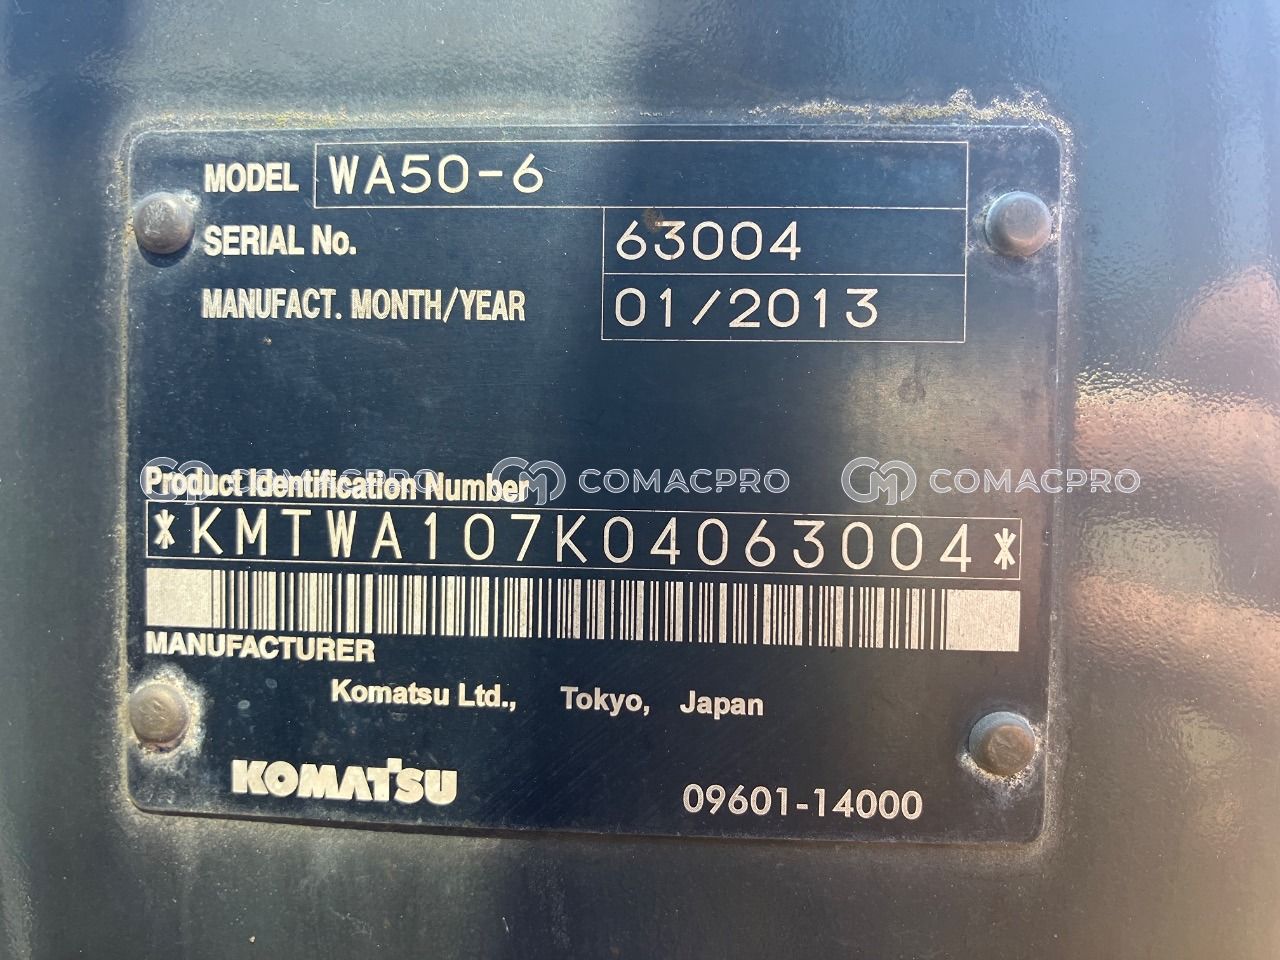 MODEL WA50-6
SERIAL No. 63004
MANUFACT. MONTH/YEAR 01/2013
Product Identification Number
COMACPRO COMACPRO COMACPRO
*KMTWA107K04063004*
MANUFACTURER
Komatsu Ltd., Tokyo, Japan
KOMATSU 09601-14000